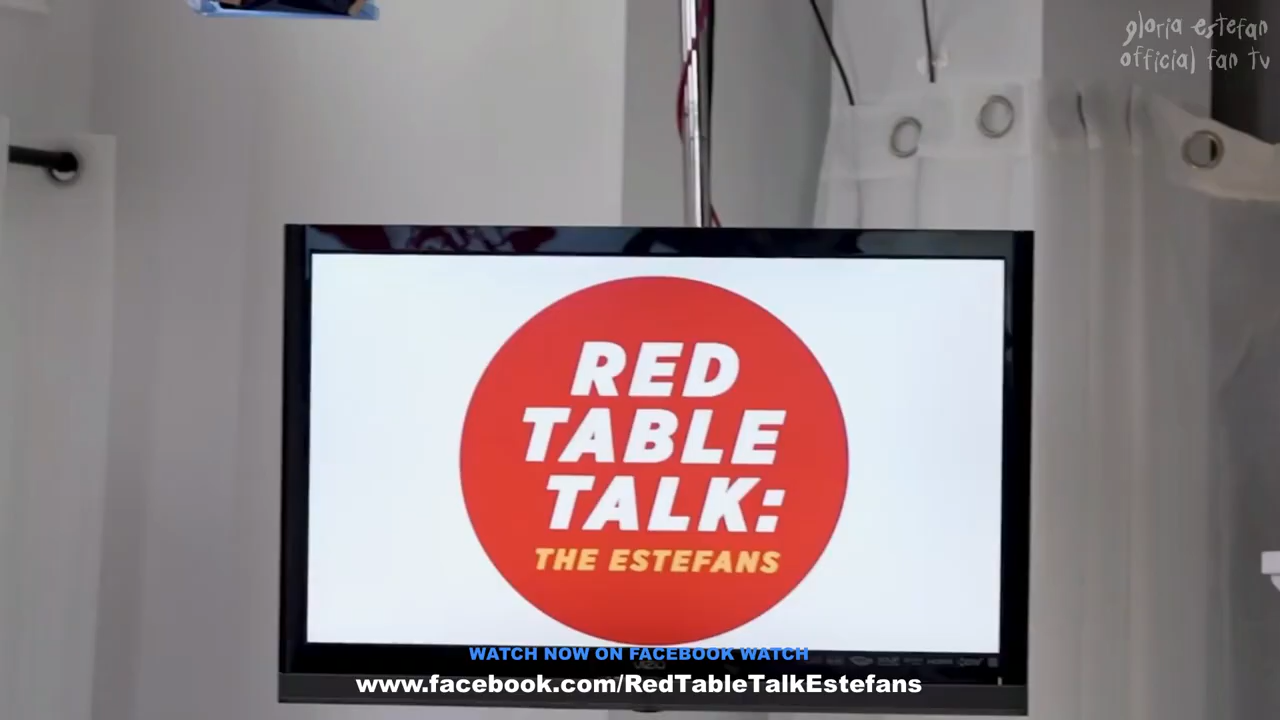 gloria estefan
official fan tv
RED
TABLE
TALK:
THE ESTEFANS
WATCH NOW ON FACEBOOK WATCH
www.facebook.com/RedTableTalkEstefans